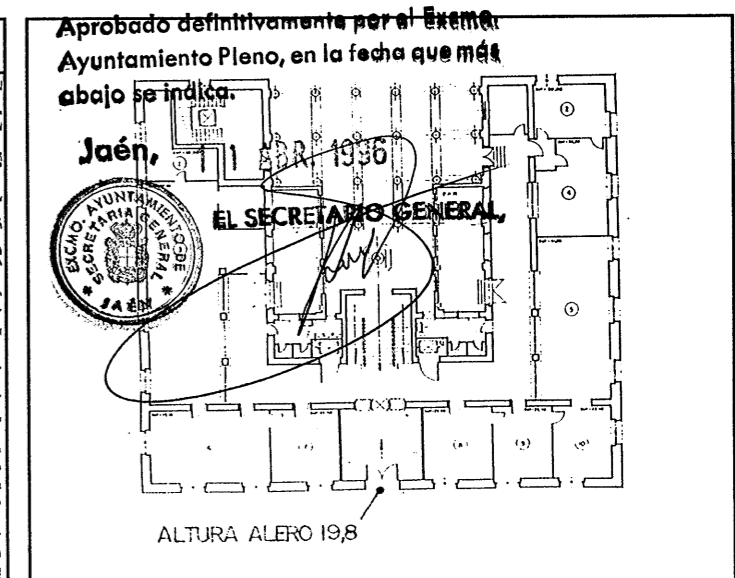 Aprobado definitivamente por el Excmo.
Ayuntamiento Pleno, en la fecha que más
abajo se indica.
Jaén, 11 ABR. 1996
EL SECRETARIO GENERAL,
EXCMO. AYUNTAMIENTO DE
SECRETARIA GENERAL
* JAÉN *
ALTURA ALERO 19,8